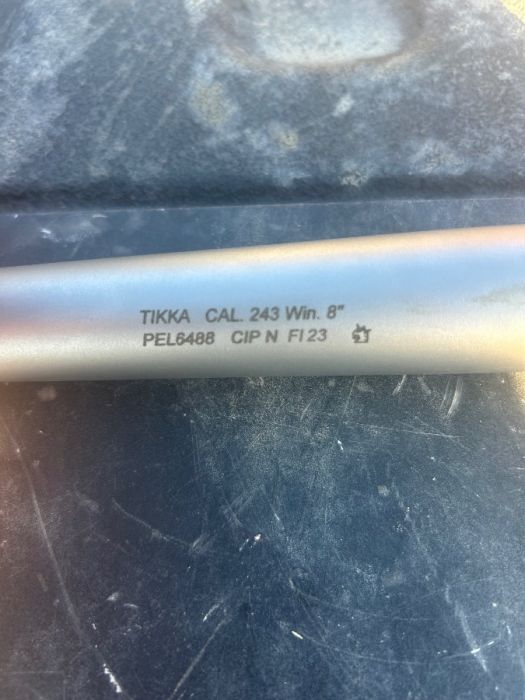 TIKKA CAL. 243 Win. 8"
PEL6488 CIP N FI 23